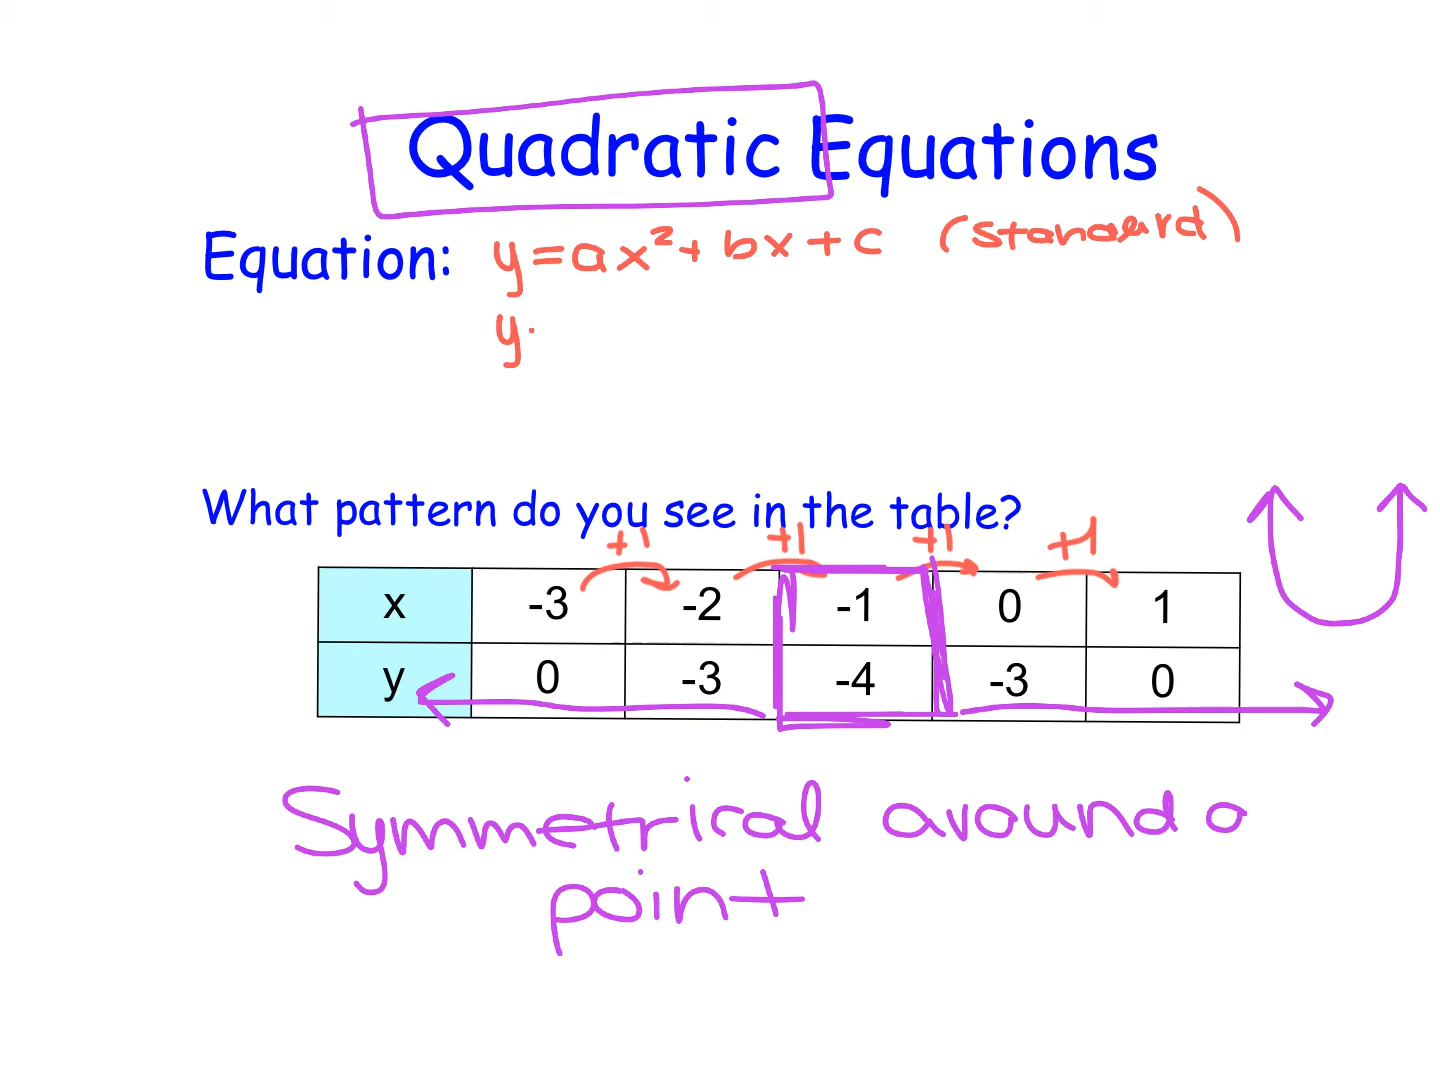 Quadratic Equations
Equation: y=ax²+bx+c (standard)
y
What pattern do you see in the table?
+1 +1 +1 +1
x -3 -2 -1 0 1
y 0 -3 -4 -3 0
Symmetrical around a
point